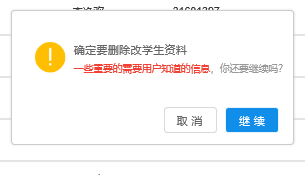 确定要删除改学生资料
一些重要的需要用户知道的信息，你还要继续吗?
取 消
继 续